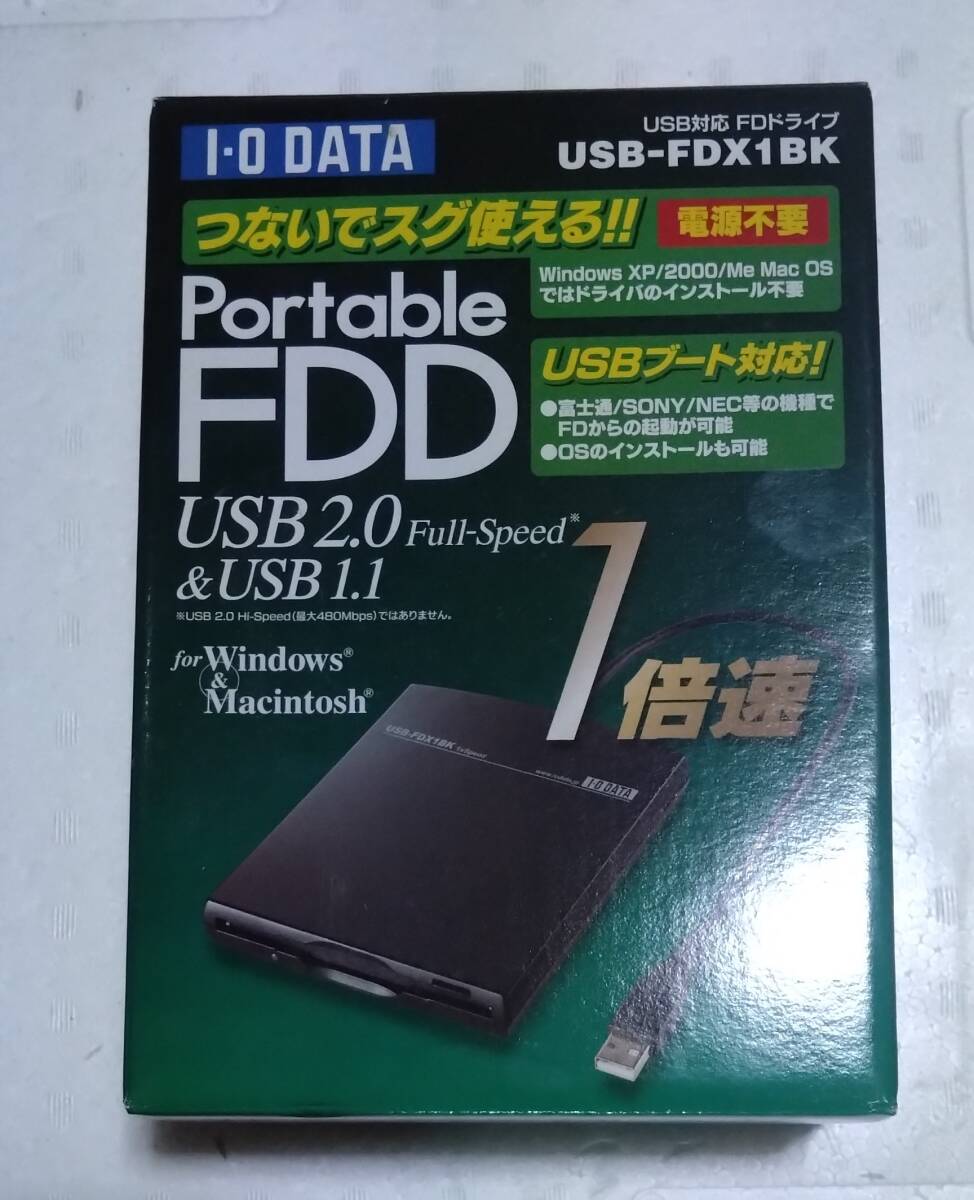 I-O DATA
USB対応 FDドライブ
USB-FDX1BK
つないでスグ使える!!
電源不要
Windows XP/2000/Me Mac OS
ではドライバのインストール不要
Portable
FDD
USBブート対応!
●富士通/SONY/NEC等の機種で
FDからの起動が可能
●OSのインストールも可能
USB 2.0 Full-Speed※
& USB 1.1
※USB 2.0 Hi-Speed(最大480Mbps)ではありません。
1倍速
for Windows®
&
Macintosh®
USB-FDX1BK 1xSpeed
www.iodata.jp I-O DATA